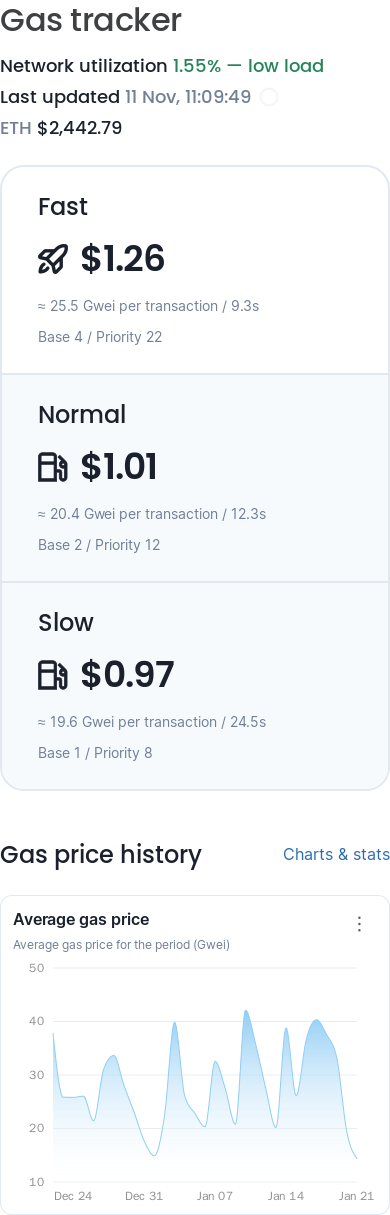 Gas tracker
Network utilization 1.55% — low load
Last updated 11 Nov, 11:09:49
ETH $2,442.79
Fast
$1.26
≈ 25.5 Gwei per transaction / 9.3s
Base 4 / Priority 22
Normal
$1.01
≈ 20.4 Gwei per transaction / 12.3s
Base 2 / Priority 12
Slow
$0.97
≈ 19.6 Gwei per transaction / 24.5s
Base 1 / Priority 8
Gas price history Charts & stats
Average gas price
Average gas price for the period (Gwei)
50
40
30
20
10
Dec 24 Dec 31 Jan 07 Jan 14 Jan 21